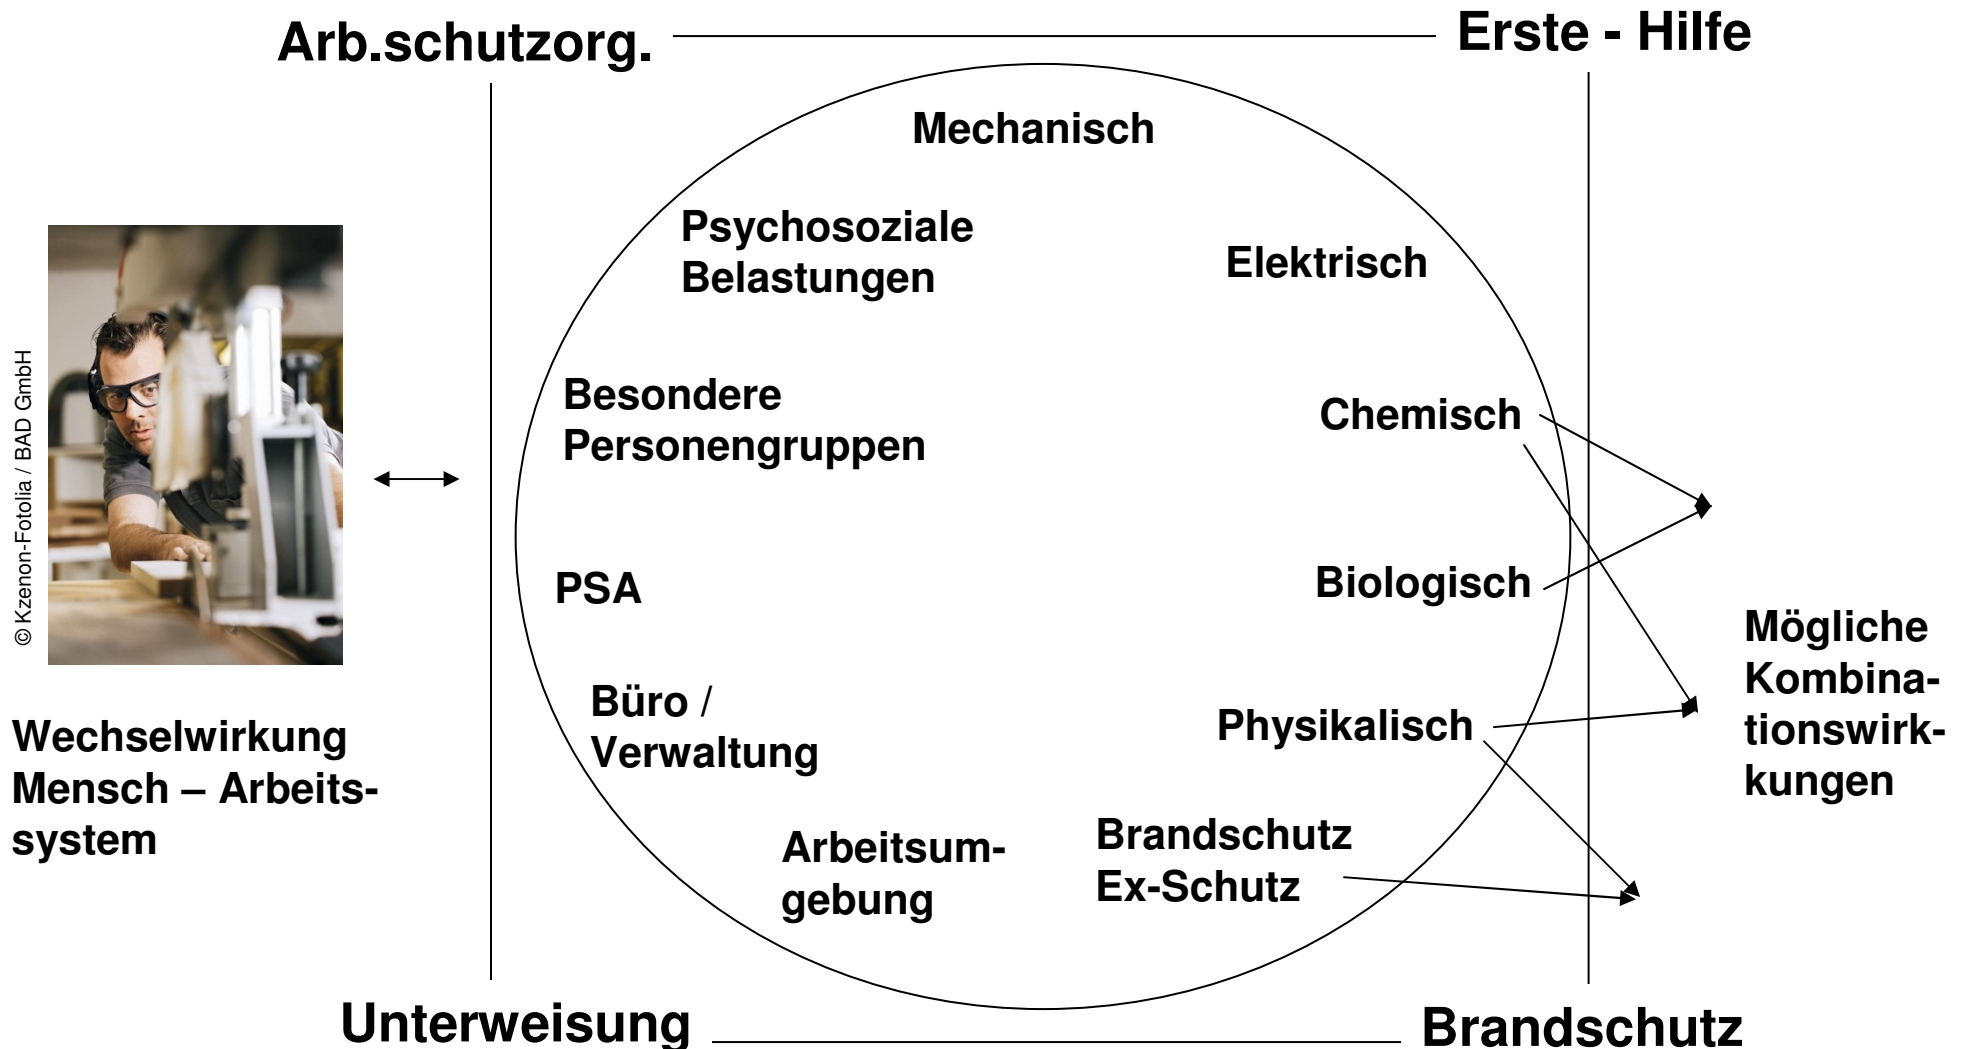 Arb.schutzorg.
Erste - Hilfe
Mechanisch
Psychosoziale
Belastungen
Elektrisch
Besondere
Personengruppen
Chemisch
PSA
Biologisch
Büro /
Verwaltung
Physikalisch
Arbeitsum-
gebung
Brandschutz
Ex-Schutz
Mögliche
Kombina-
tionswirk-
kungen
© Kzenon-Fotolia / BAD GmbH
Wechselwirkung
Mensch – Arbeits-
system
Unterweisung
Brandschutz